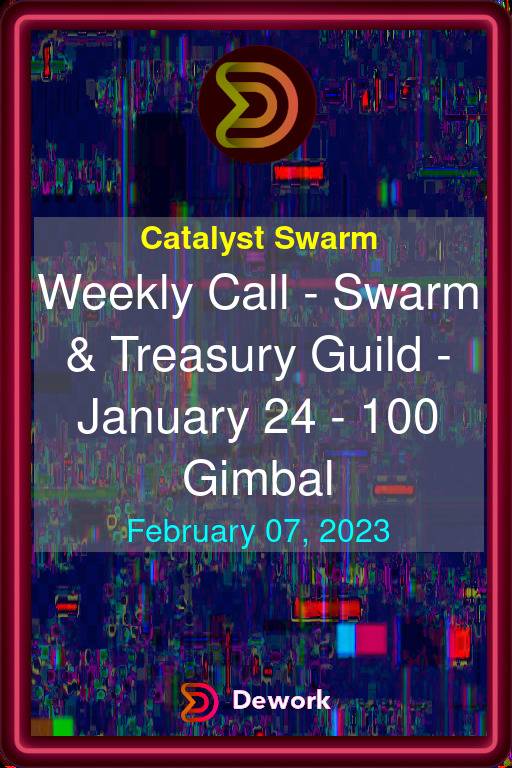 Catalyst Swarm
Weekly Call - Swarm
& Treasury Guild -
January 24 - 100
Gimbal
February 07, 2023
Dework